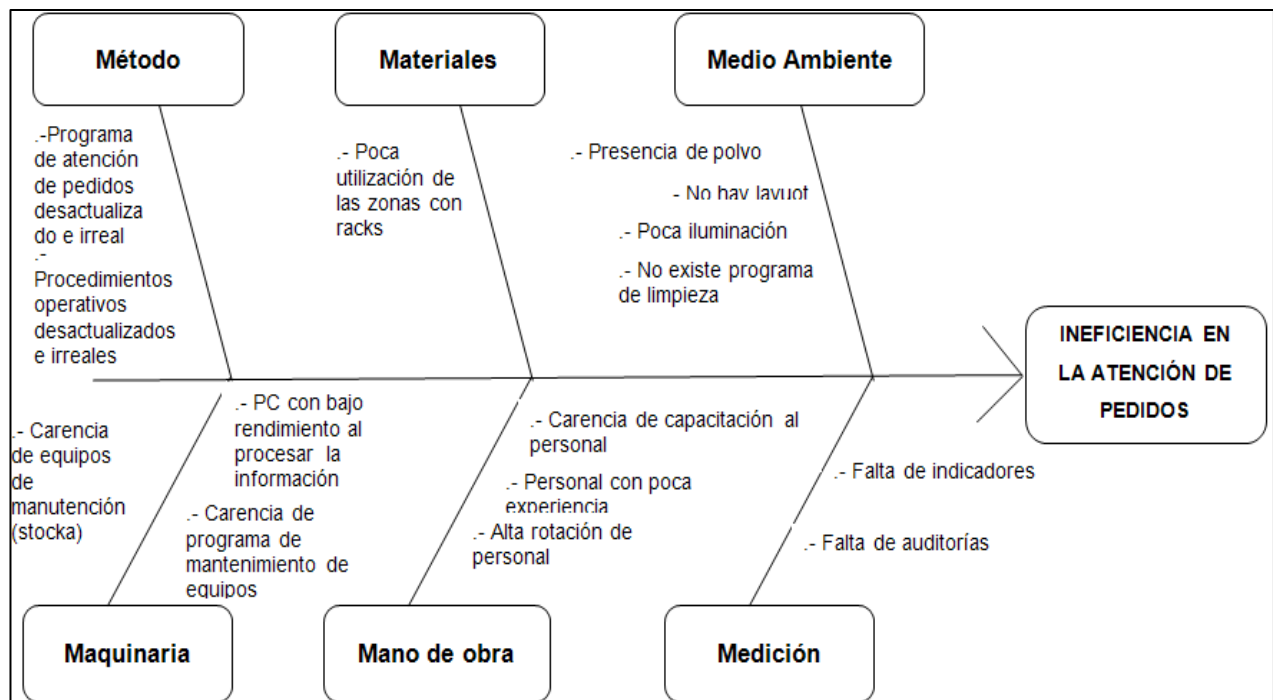 Método
Materiales
Medio Ambiente
.-Programa
de atención
de pedidos
desactualiza
do e irreal
.-
Procedimientos
operativos
desactualizados
e irreales
.- Poca
utilización de
las zonas con
racks
.- Presencia de polvo
- No hay layuot
.- Poca iluminación
.- No existe programa
de limpieza
INEFICIENCIA EN
LA ATENCIÓN DE
PEDIDOS
.- Carencia
de equipos
de
manutención
(stocka)
.- PC con bajo
rendimiento al
procesar la
información
.- Carencia de
programa de
mantenimiento de
equipos
.- Carencia de capacitación al
personal
.- Personal con poca
experiencia
.- Alta rotación de
personal
.- Falta de indicadores
.- Falta de auditorías
Maquinaria
Mano de obra
Medición